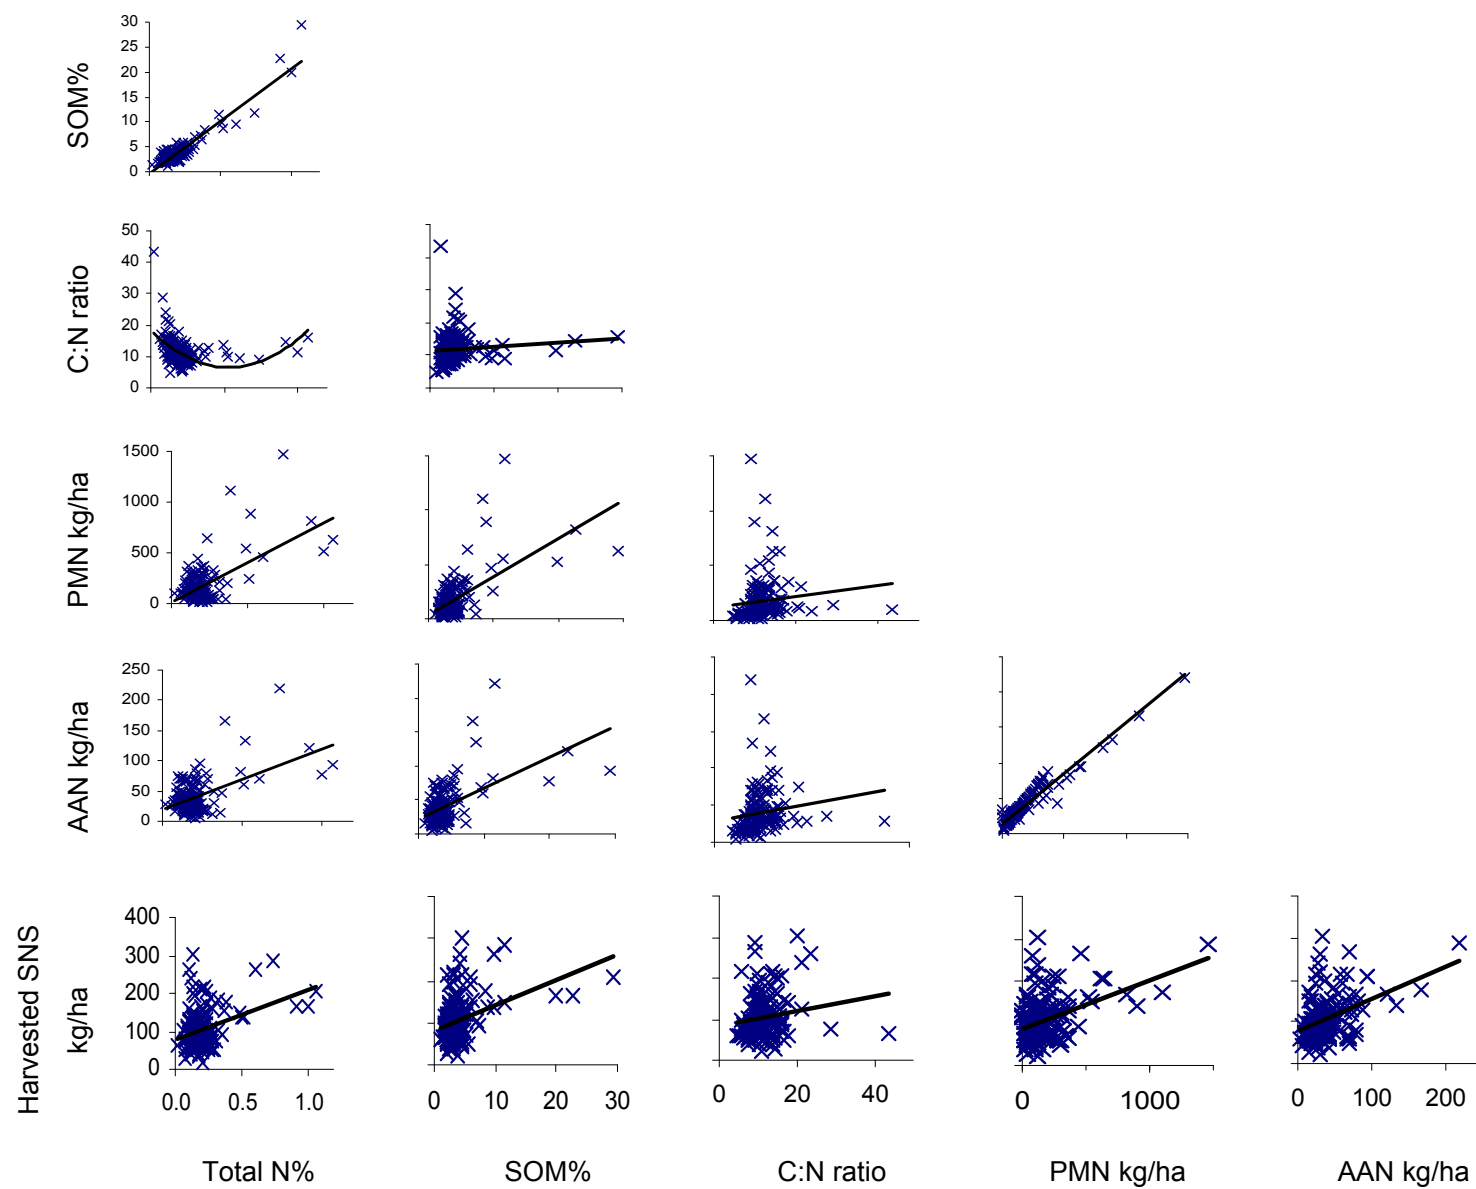 SOM%
30
25
20
15
10
5
0
C:N ratio
50
40
30
20
10
0
PMN kg/ha
1500
1000
500
0
AAN kg/ha
250
200
150
100
50
0
Harvested SNS
kg/ha
400
300
200
100
0
0.0 0.5 1.0
0 10 20 30
0 20 40
0 1000
0 100 200
Total N% SOM% C:N ratio PMN kg/ha AAN kg/ha